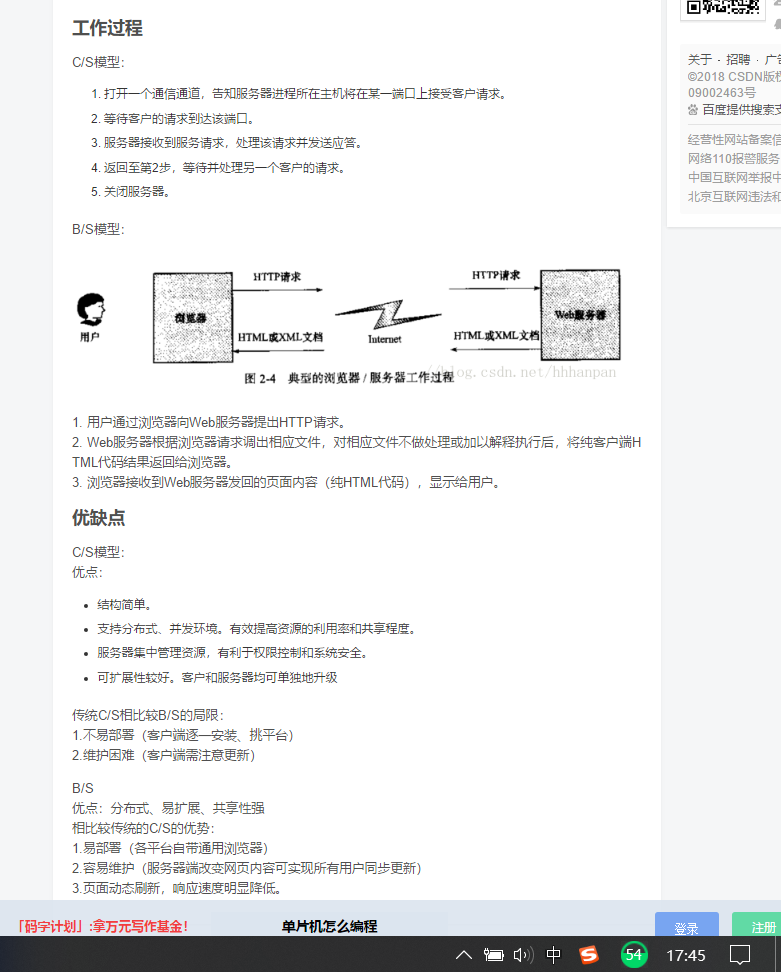 工作过程
C/S模型：
1. 打开一个通信通道，告知服务器进程所在主机将在某一端口上接受客户请求。
2. 等待客户的请求到达该端口。
3. 服务器接收到服务请求，处理该请求并发送应答。
4. 返回至第2步，等待并处理另一个客户的请求。
5. 关闭服务器。
B/S模型：
HTTP请求
HTTP请求
浏览器
Web服务器
用户
HTML或XML文档
Internet
HTML或XML文档
图 2-4 典型的浏览器 / 服务器工作过程
blog.csdn.net/hhhanpan
1. 用户通过浏览器向Web服务器提出HTTP请求。
2. Web服务器根据浏览器请求调出相应文件，对相应文件不做处理或加以解释执行后，将纯客户端H
TML代码结果返回给浏览器。
3. 浏览器接收到Web服务器发回的页面内容（纯HTML代码），显示给用户。
优缺点
C/S模型：
优点：
• 结构简单。
• 支持分布式、并发环境。有效提高资源的利用率和共享程度。
• 服务器集中管理资源，有利于权限控制和系统安全。
• 可扩展性较好。客户和服务器均可单独地升级
传统C/S相比较B/S的局限：
1.不易部署（客户端逐一安装、挑平台）
2.维护困难（客户端需注意更新）
B/S
优点：分布式、易扩展、共享性强
相比较传统的C/S的优势：
1.易部署（各平台自带通用浏览器）
2.容易维护（服务器端改变网页内容可实现所有用户同步更新）
3.页面动态刷新，响应速度明显降低。
关于 · 招聘 · 广
©2018 CSDN版
09002463号
百度提供搜索
经营性网站备案信
网络110报警服务
中国互联网举报中
北京互联网违法和
「码字计划」:拿万元写作基金！
单片机怎么编程
登录
注册
中
S
54
17:45